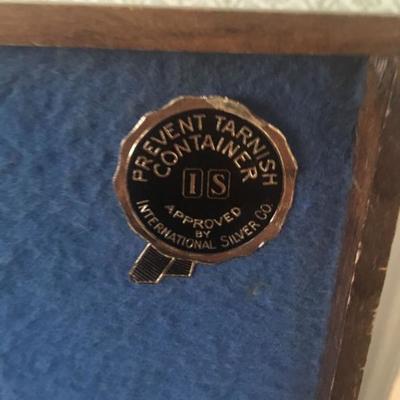 PREVENT TARNISH
CONTAINER
IS
APPROVED
BY
INTERNATIONAL SILVER CO.